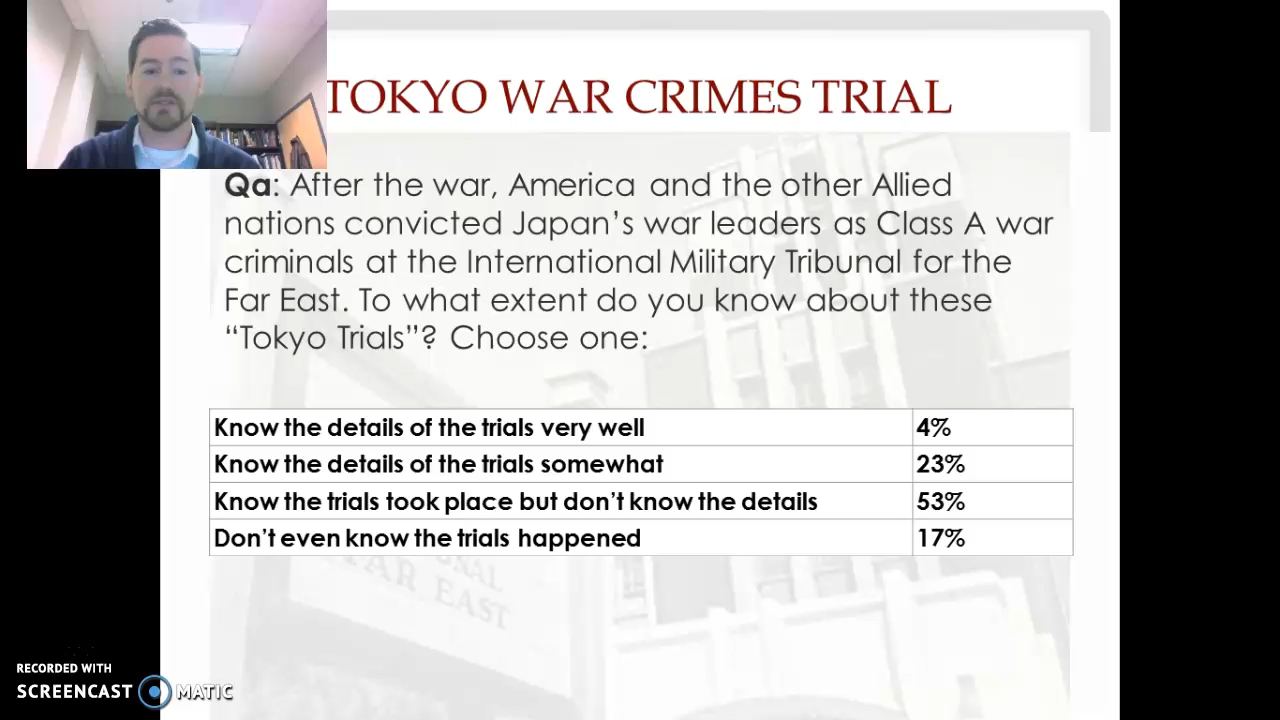 TOKYO WAR CRIMES TRIAL
Qa: After the war, America and the other Allied
nations convicted Japan’s war leaders as Class A war
criminals at the International Military Tribunal for the
Far East. To what extent do you know about these
“Tokyo Trials”? Choose one:
Know the details of the trials very well 4%
Know the details of the trials somewhat 23%
Know the trials took place but don’t know the details 53%
Don’t even know the trials happened 17%
FAR EAST
RECORDED WITH
SCREENCAST MATIC